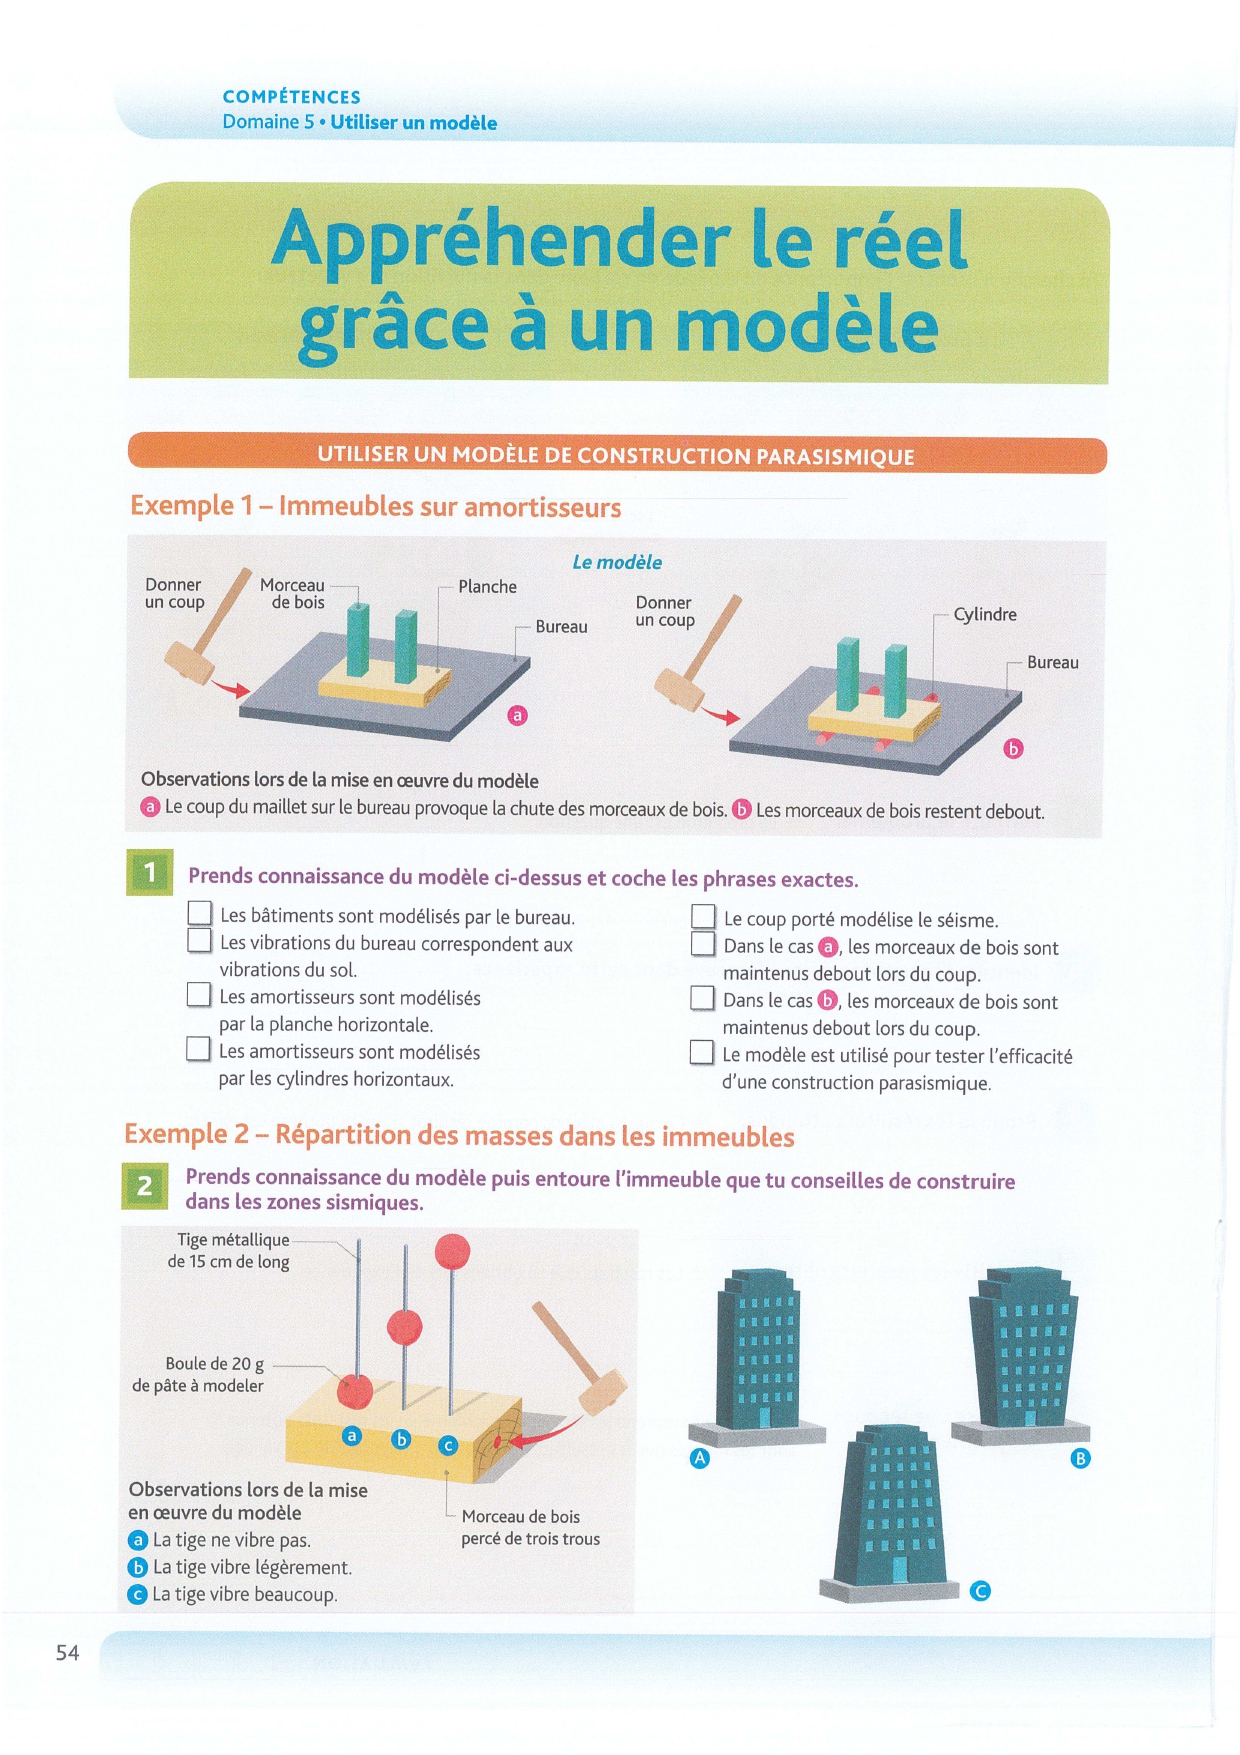 COMPÉTENCES
Domaine 5 • Utiliser un modèle
Appréhender le réel
grâce à un modèle
UTILISER UN MODÈLE DE CONSTRUCTION PARASISMIQUE
Exemple 1 – Immeubles sur amortisseurs
Le modèle
Donner
un coup
Morceau
de bois
Planche
Bureau
a
Donner
un coup
Cylindre
Bureau
b
Observations lors de la mise en œuvre du modèle
a Le coup du maillet sur le bureau provoque la chute des morceaux de bois. b Les morceaux de bois restent debout.
1 Prends connaissance du modèle ci-dessus et coche les phrases exactes.
Les bâtiments sont modélisés par le bureau.
Les vibrations du bureau correspondent aux
vibrations du sol.
Les amortisseurs sont modélisés
par la planche horizontale.
Les amortisseurs sont modélisés
par les cylindres horizontaux.
Le coup porté modélise le séisme.
Dans le cas a, les morceaux de bois sont
maintenus debout lors du coup.
Dans le cas b, les morceaux de bois sont
maintenus debout lors du coup.
Le modèle est utilisé pour tester l'efficacité
d'une construction parasismique.
Exemple 2 – Répartition des masses dans les immeubles
2 Prends connaissance du modèle puis entoure l'immeuble que tu conseilles de construire
dans les zones sismiques.
Tige métallique
de 15 cm de long
Boule de 20 g
de pâte à modeler
a b c
Morceau de bois
percé de trois trous
Observations lors de la mise
en œuvre du modèle
a La tige ne vibre pas.
b La tige vibre légèrement.
c La tige vibre beaucoup.
A
B
C
54